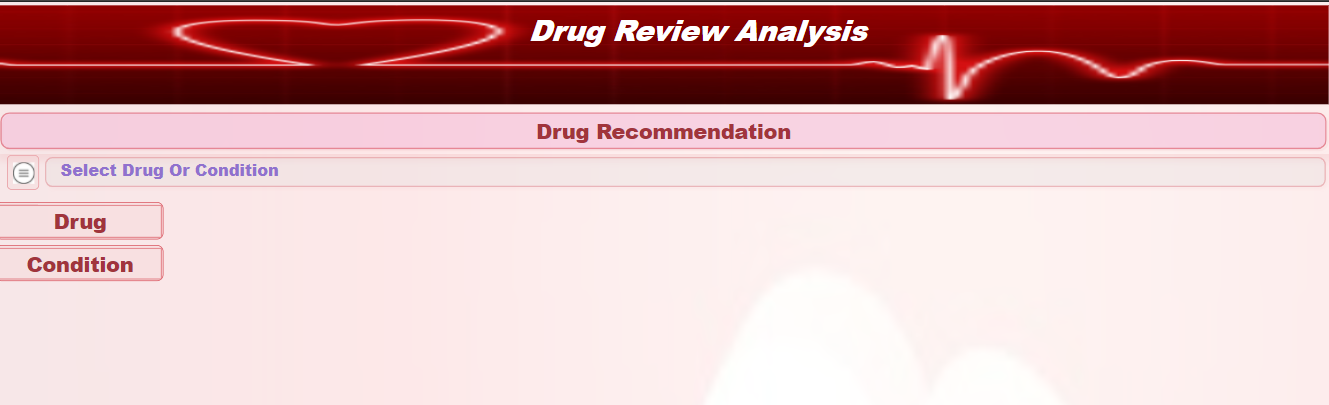 Drug Review Analysis
Drug Recommendation
Select Drug Or Condition
Drug
Condition